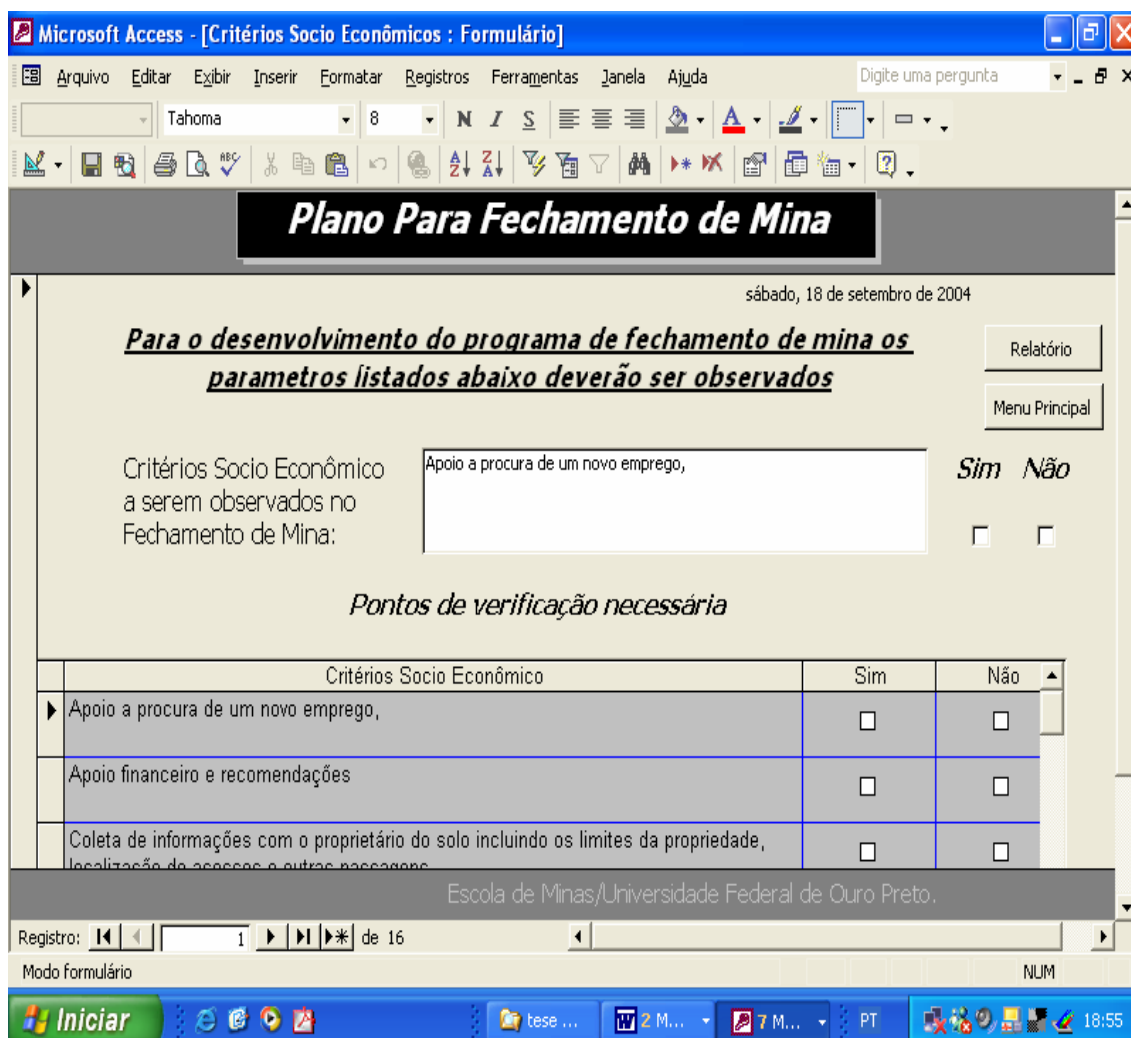 Microsoft Access - [Critérios Socio Econômicos : Formulário]
Arquivo Editar Exibir Inserir Formatar Registros Ferramentas Janela Ajuda Digite uma pergunta
Tahoma 8 N I S
Plano Para Fechamento de Mina
sábado, 18 de setembro de 2004
Para o desenvolvimento do programa de fechamento de mina os
parametros listados abaixo deverão ser observados
Relatório
Menu Principal
Critérios Socio Econômico
a serem observados no
Fechamento de Mina:
Apoio a procura de um novo emprego,
Sim Não
Pontos de verificação necessária
Critérios Socio Econômico Sim Não
Apoio a procura de um novo emprego,
Apoio financeiro e recomendações
Coleta de informações com o proprietário do solo incluindo os limites da propriedade,
localização de acessos e outras passagens
Escola de Minas/Universidade Federal de Ouro Preto.
Registro: 1 de 16
Modo formulário NUM
Iniciar tese ... 2 M... 7 M... PT 18:55